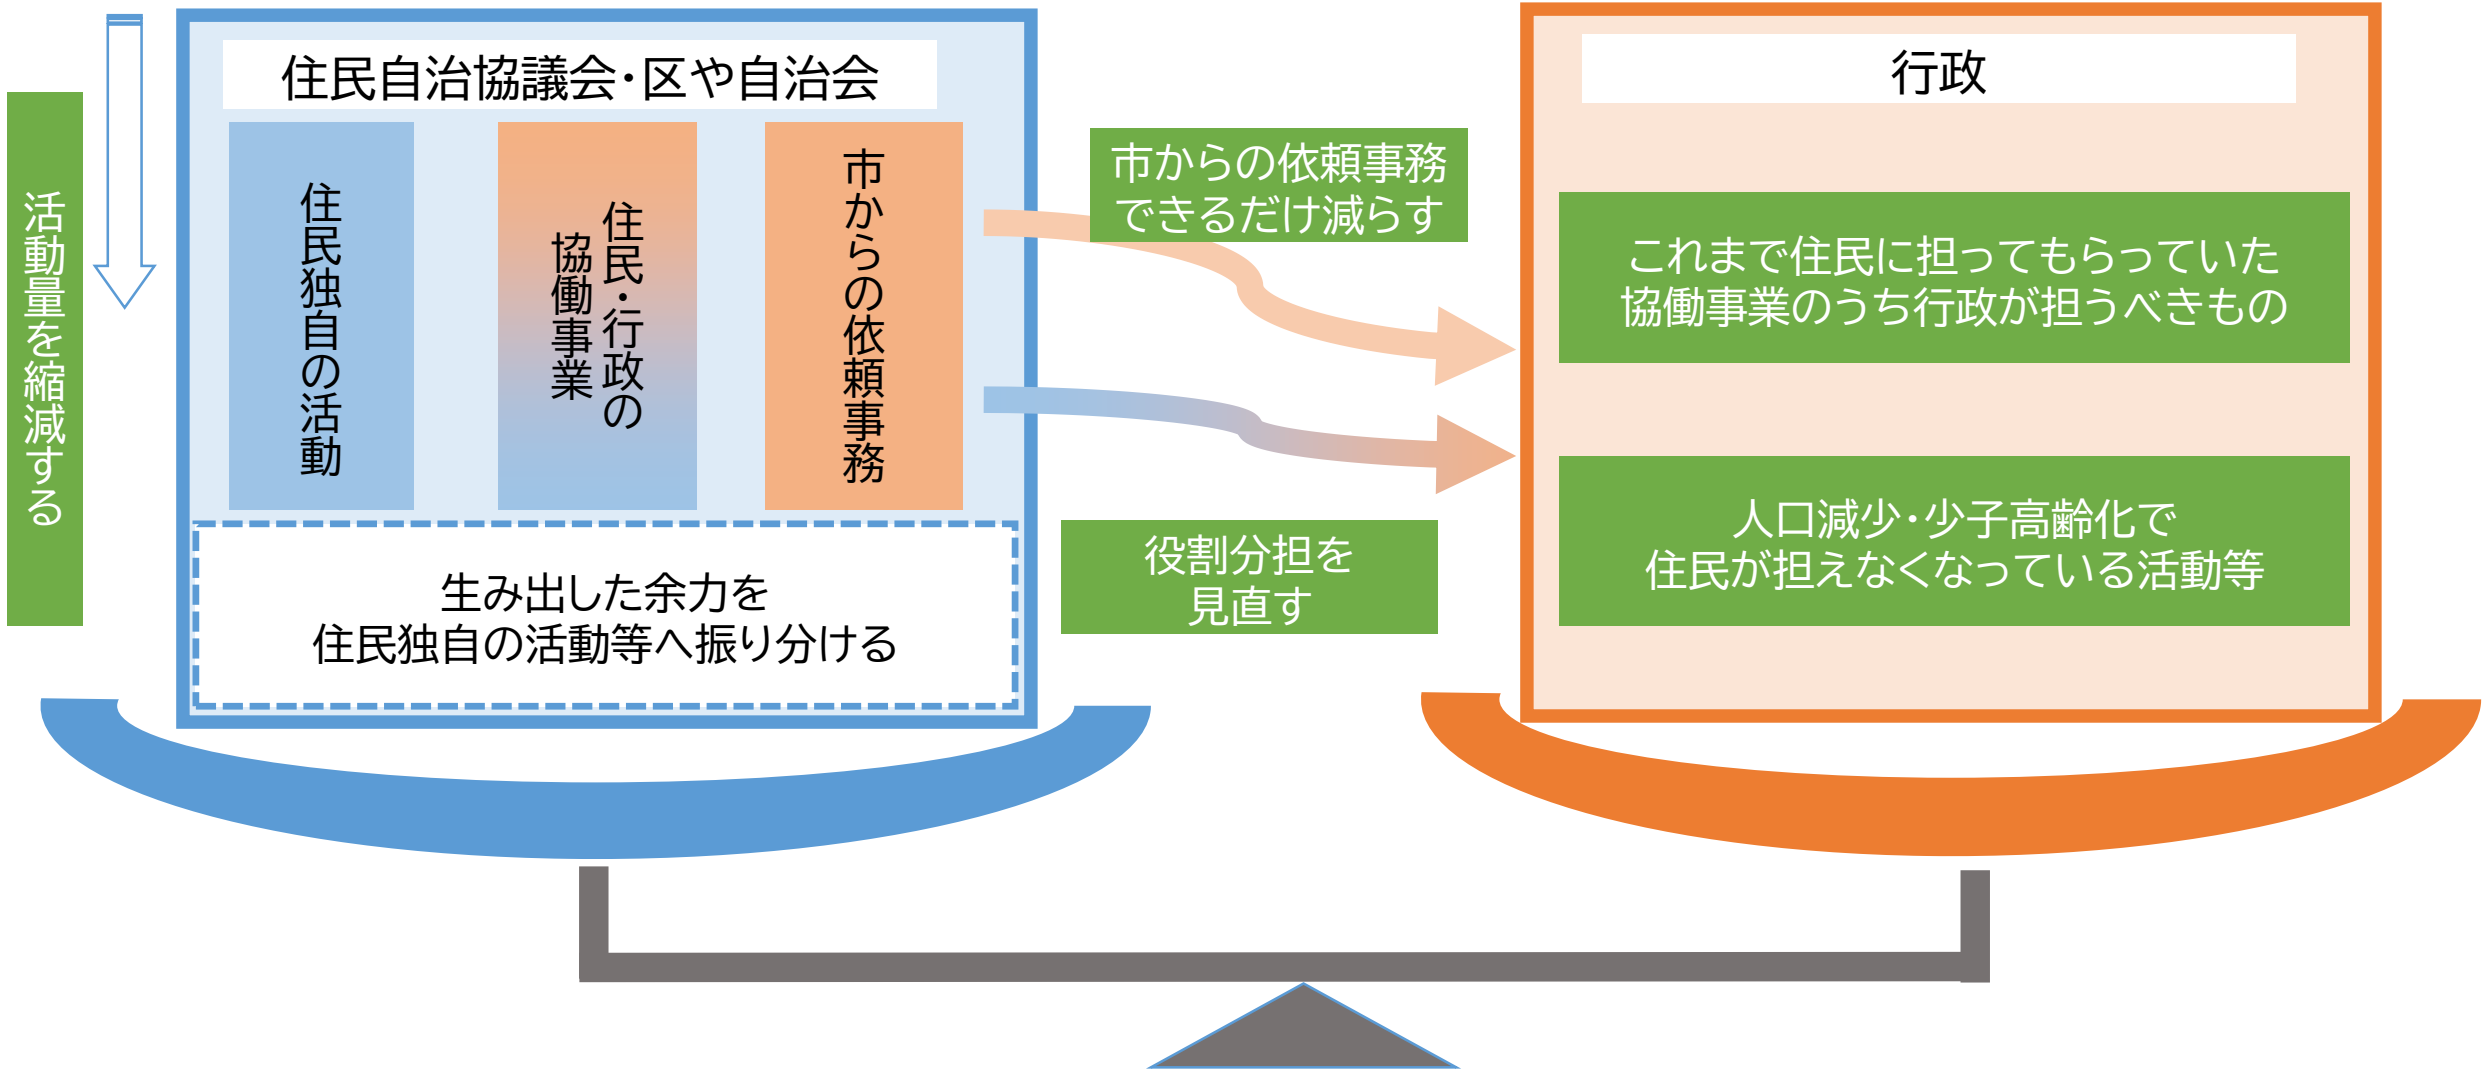 活動量を縮減する
住民自治協議会・区や自治会
住民独自の活動
住民・行政の
協働事業
市からの依頼事務
生み出した余力を
住民独自の活動等へ振り分ける
市からの依頼事務
できるだけ減らす
役割分担を
見直す
行政
これまで住民に担ってもらっていた
協働事業のうち行政が担うべきもの
人口減少・少子高齢化で
住民が担えなくなっている活動等